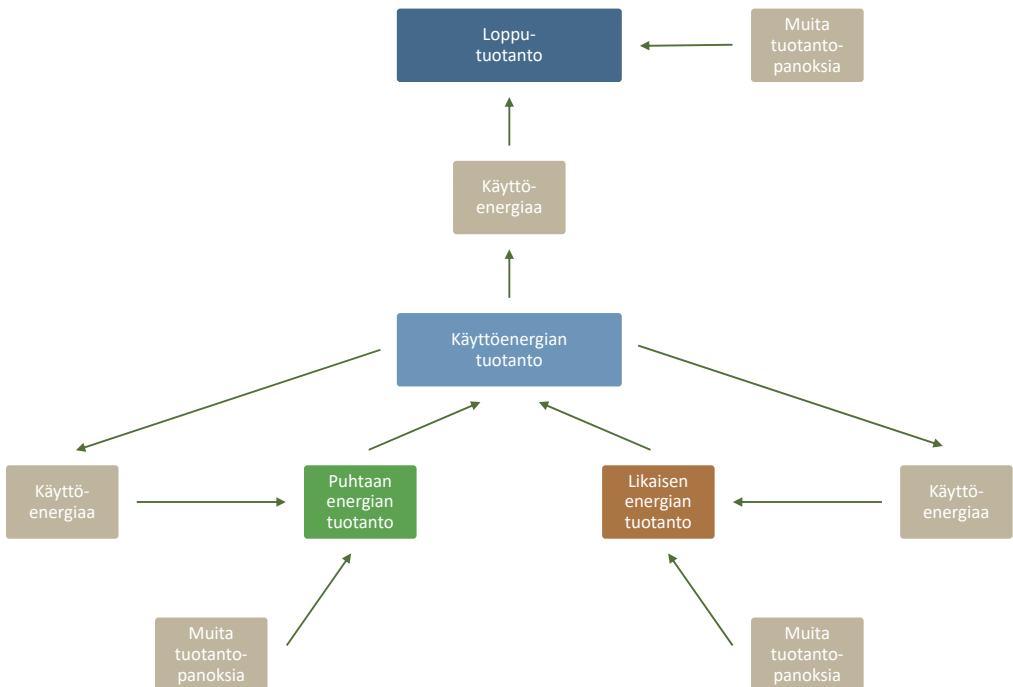 Loppu-
tuotanto
Muita
tuotanto-
panoksia
Käyttö-
energiaa
Käyttöenergian
tuotanto
Käyttö-
energiaa
Puhtaan
energian
tuotanto
Likaisen
energian
tuotanto
Käyttö-
energiaa
Muita
tuotanto-
panoksia
Muita
tuotanto-
panoksia